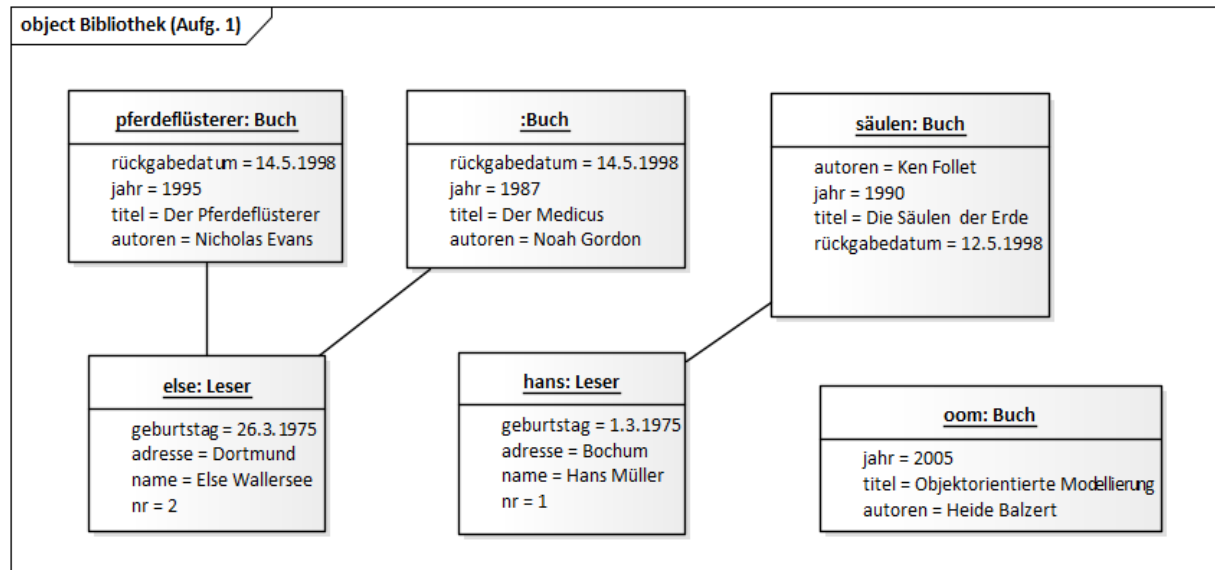 object Bibliothek (Aufg. 1)
pferdeflüsterer: Buch
rückgabedatum = 14.5.1998
jahr = 1995
titel = Der Pferdeflüsterer
autoren = Nicholas Evans
:Buch
rückgabedatum = 14.5.1998
jahr = 1987
titel = Der Medicus
autoren = Noah Gordon
säulen: Buch
autoren = Ken Follet
jahr = 1990
titel = Die Säulen der Erde
rückgabedatum = 12.5.1998
else: Leser
geburtstag = 26.3.1975
adresse = Dortmund
name = Else Wallersee
nr = 2
hans: Leser
geburtstag = 1.3.1975
adresse = Bochum
name = Hans Müller
nr = 1
oom: Buch
jahr = 2005
titel = Objektorientierte Modellierung
autoren = Heide Balzert